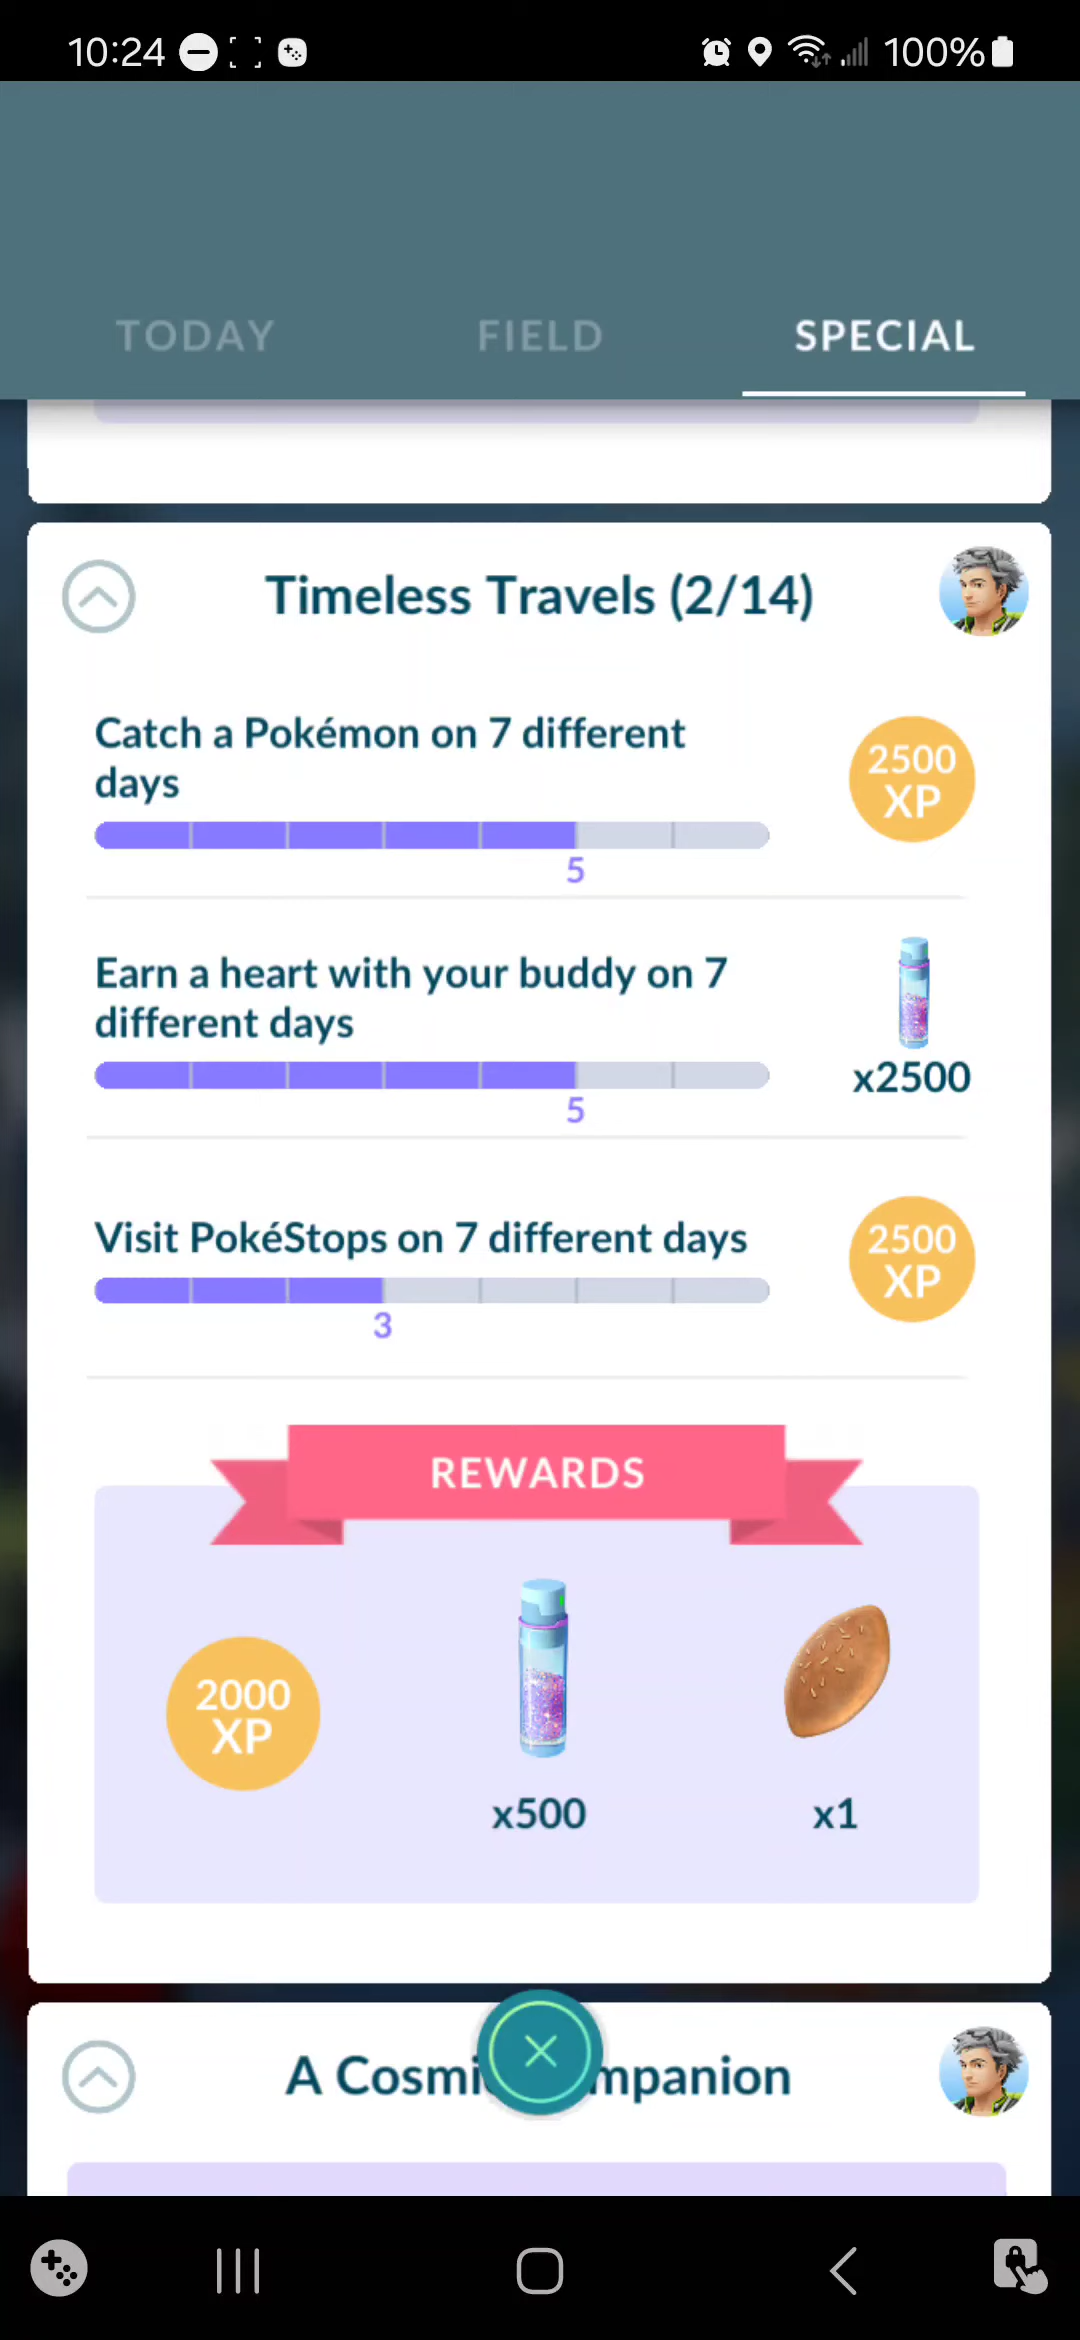 10:24
100%
TODAY
FIELD
SPECIAL
Timeless Travels (2/14)
Catch a Pokémon on 7 different
days
2500
XP
5
Earn a heart with your buddy on 7
different days
x2500
5
Visit PokéStops on 7 different days
2500
XP
3
REWARDS
2000
XP
x500
x1
A Cosmi mpanion